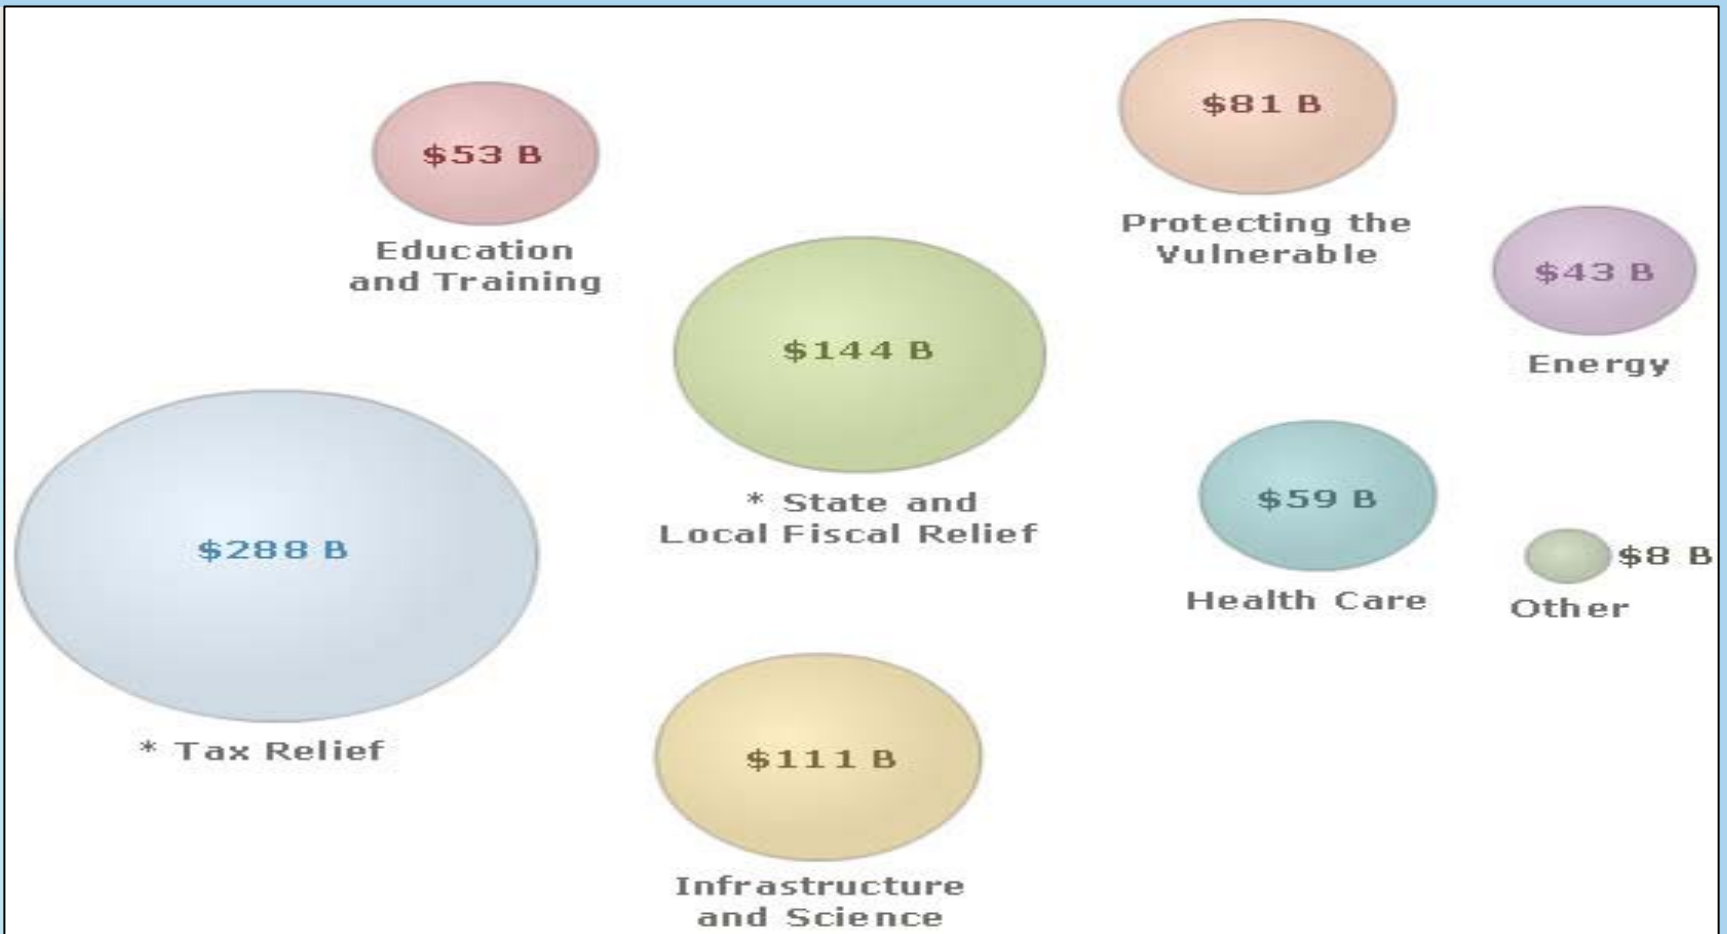 $53 B
Education
and Training
$81 B
Protecting the
Vulnerable
$43 B
Energy
$144 B
* State and
Local Fiscal Relief
$288 B
* Tax Relief
$59 B
Health Care
$8 B
Other
$111 B
Infrastructure
and Science